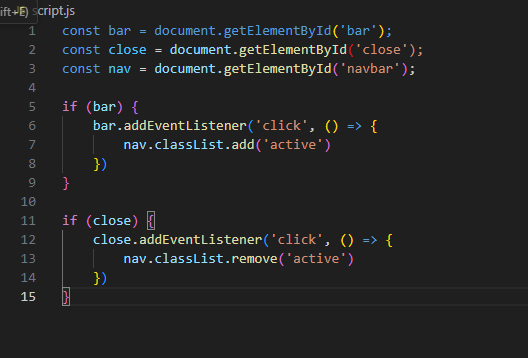 ift+E) script.js
1 const bar = document.getElementById('bar');
2 const close = document.getElementById('close');
3 const nav = document.getElementById('navbar');
4
5 if (bar) {
6     bar.addEventListener('click', () => {
7         nav.classList.add('active')
8     })
9 }
10
11 if (close) {
12     close.addEventListener('click', () => {
13         nav.classList.remove('active')
14     })
15 }